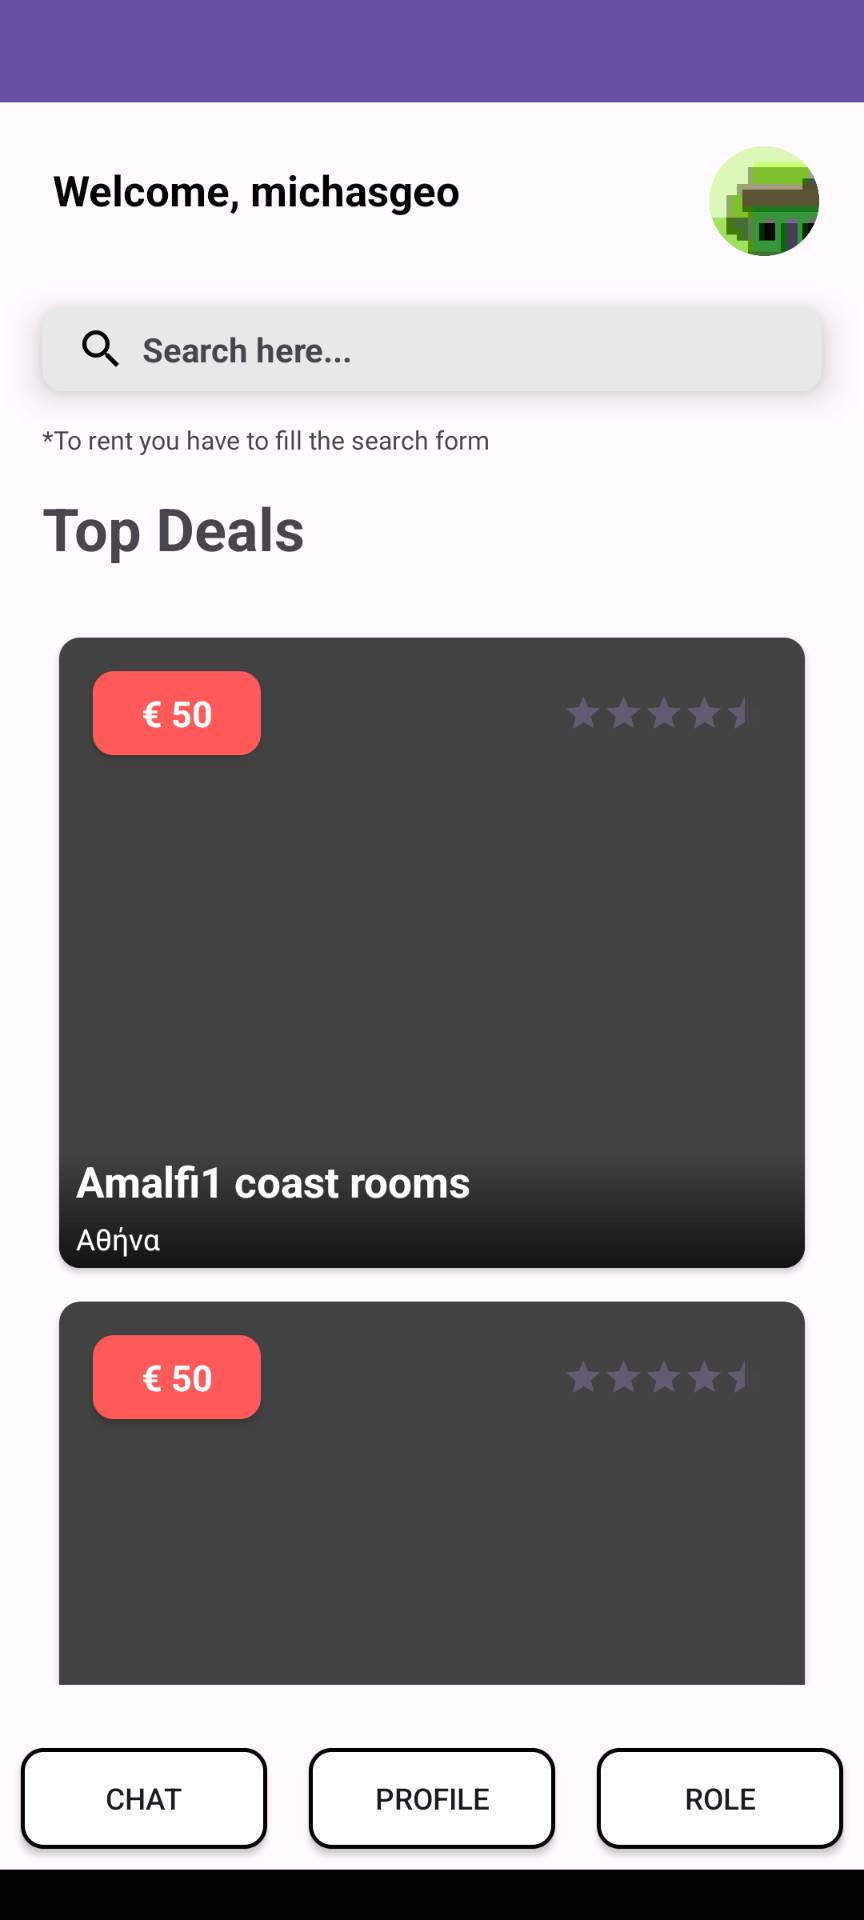 Welcome, michasgeo
Search here...
*To rent you have to fill the search form
Top Deals
€ 50
Amalfi1 coast rooms
Αθήνα
€ 50
CHAT
PROFILE
ROLE